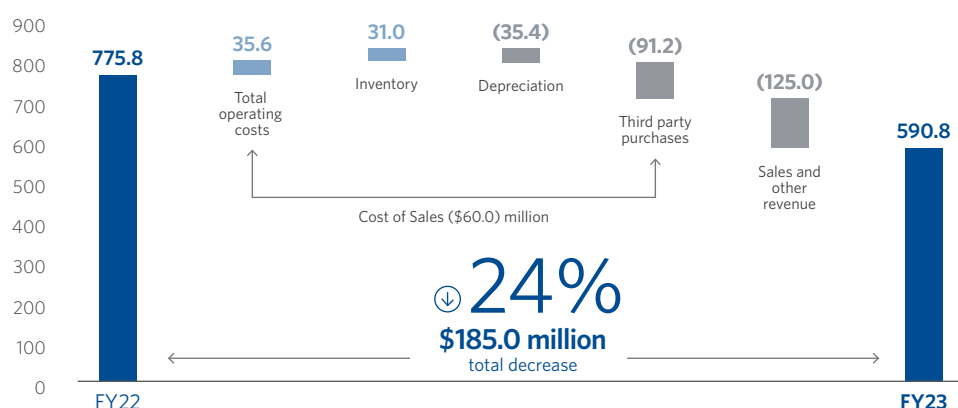 900
800
700
600
500
400
300
200
100
0
775.8
35.6
Total
operating
costs
31.0
Inventory
(35.4)
Depreciation
(91.2)
Third party
purchases
(125.0)
Sales and
other
revenue
590.8
Cost of Sales ($60.0) million
24%
$185.0 million
total decrease
FY22
FY23